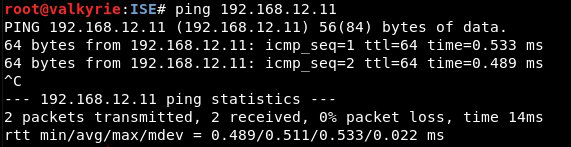 root@valkyrie:ISE# ping 192.168.12.11
PING 192.168.12.11 (192.168.12.11) 56(84) bytes of data.
64 bytes from 192.168.12.11: icmp_seq=1 ttl=64 time=0.533 ms
64 bytes from 192.168.12.11: icmp_seq=2 ttl=64 time=0.489 ms
^C
--- 192.168.12.11 ping statistics ---
2 packets transmitted, 2 received, 0% packet loss, time 14ms
rtt min/avg/max/mdev = 0.489/0.511/0.533/0.022 ms